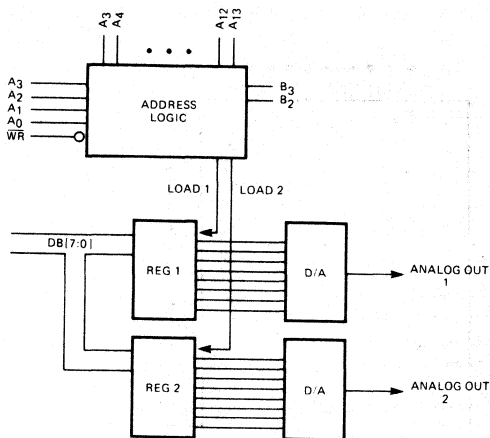 A3 A4 • • • A12 A13
A3
A2
A1
A0
WR
ADDRESS
LOGIC
B3
B2
LOAD 1 LOAD 2
DB[7:0]
REG 1
D/A
ANALOG OUT
1
REG 2
D/A
ANALOG OUT
2